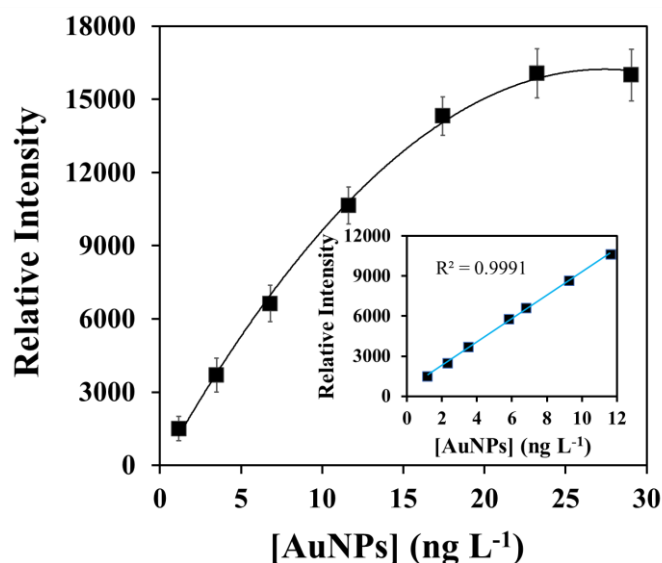 18000
15000
12000
9000
6000
3000
0
Relative Intensity
0 5 10 15 20 25 30
[AuNPs] (ng L⁻¹)
12000
9000
6000
3000
0
Relative Intensity
R² = 0.9991
0 2 4 6 8 10 12
[AuNPs] (ng L⁻¹)